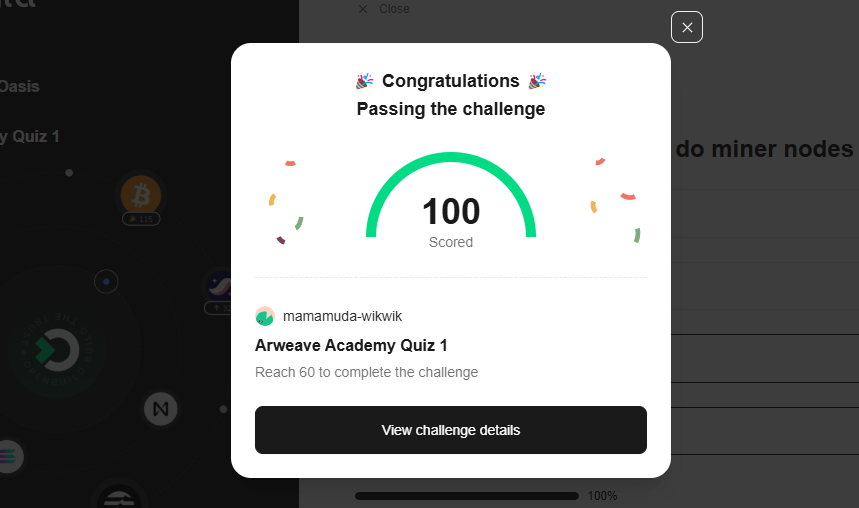 Close
Oasis
y Quiz 1
115
🎉 Congratulations 🎉
Passing the challenge
do miner nodes
100
Scored
mamamuda-wikwik
Arweave Academy Quiz 1
Reach 60 to complete the challenge
View challenge details
100%